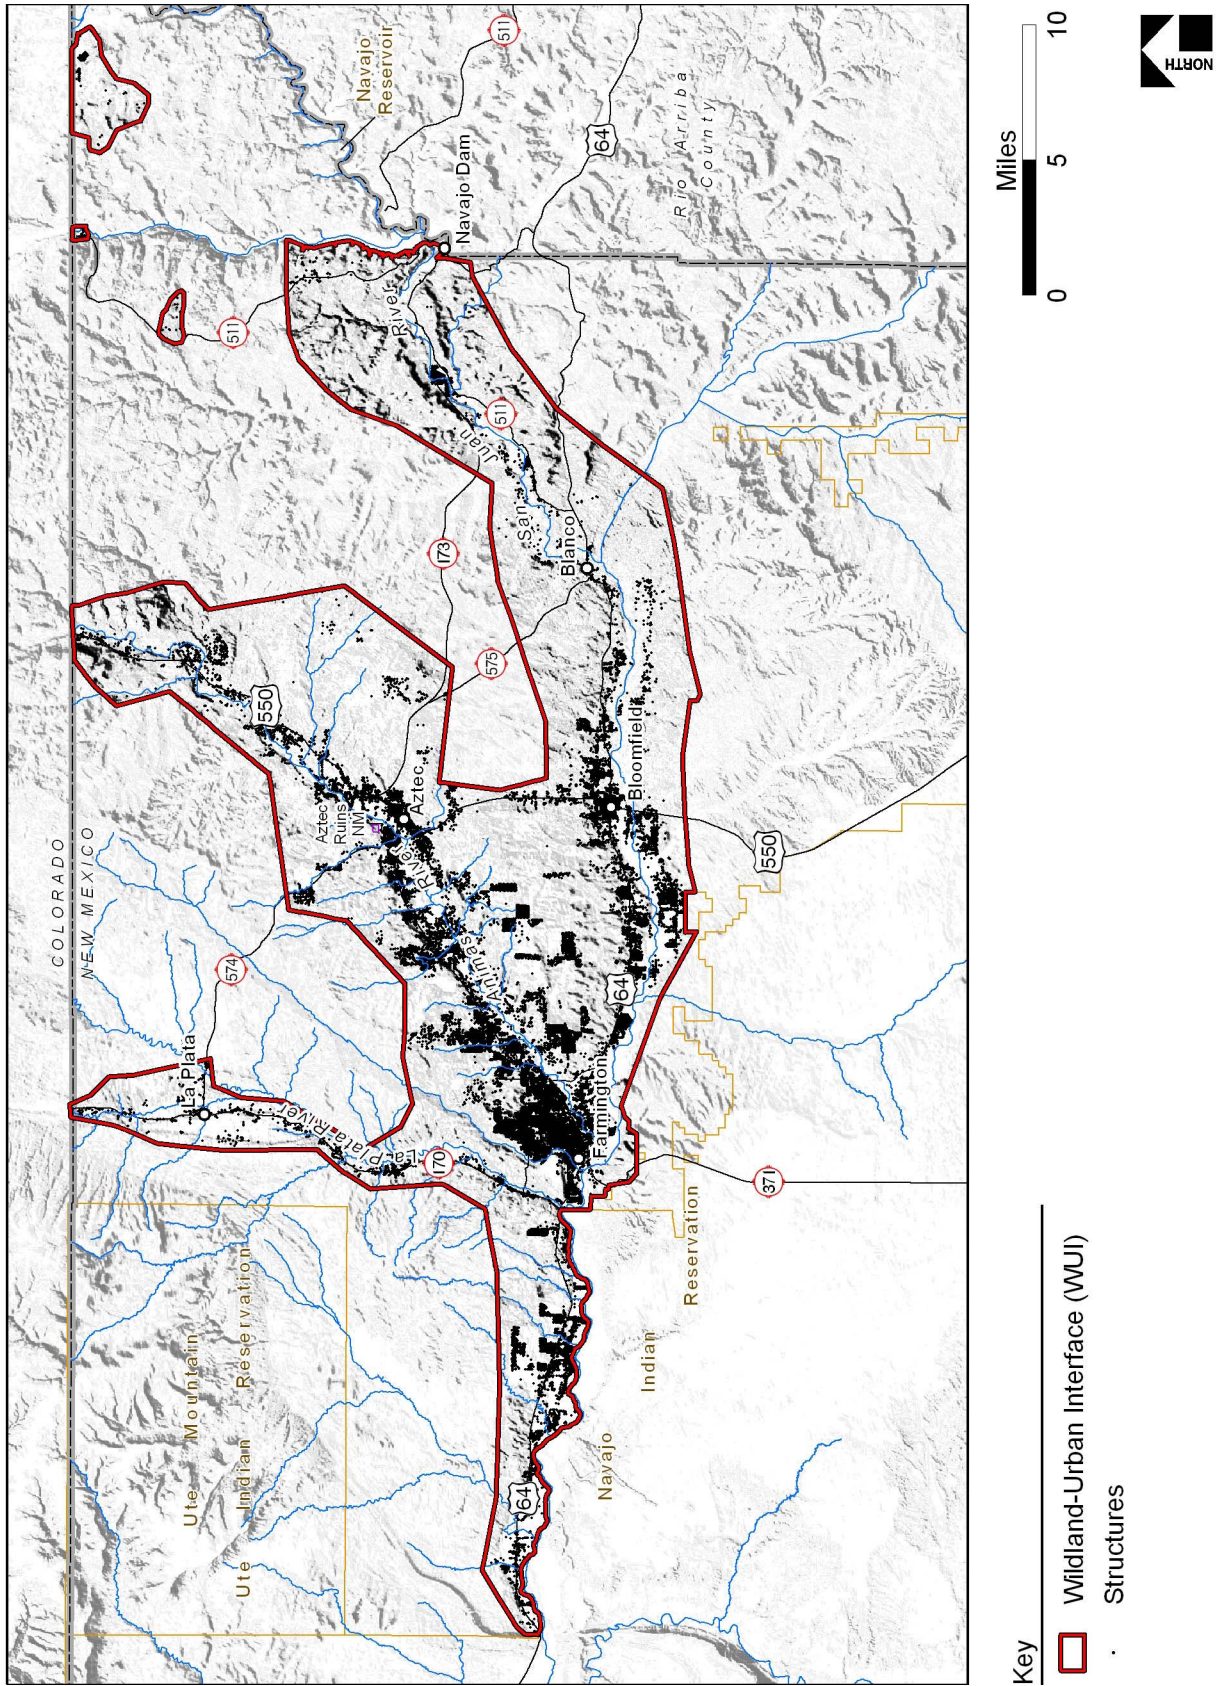 COLORADO
NEW MEXICO
Ute Mountain
Ute Indian Reservation
La Plata
574
La Plata River
170
550
Aztec
Ruins
NM
Aztec
Animas River
173
575
511
511
511
Navajo
Reservoir
Navajo Dam
San Juan River
Blanco
64
Rio Arriba
County
Bloomfield
550
64
Farmington
371
64
Navajo Indian Reservation
Key
Wildland-Urban Interface (WUI)
Structures
Miles
0 5 10
NORTH